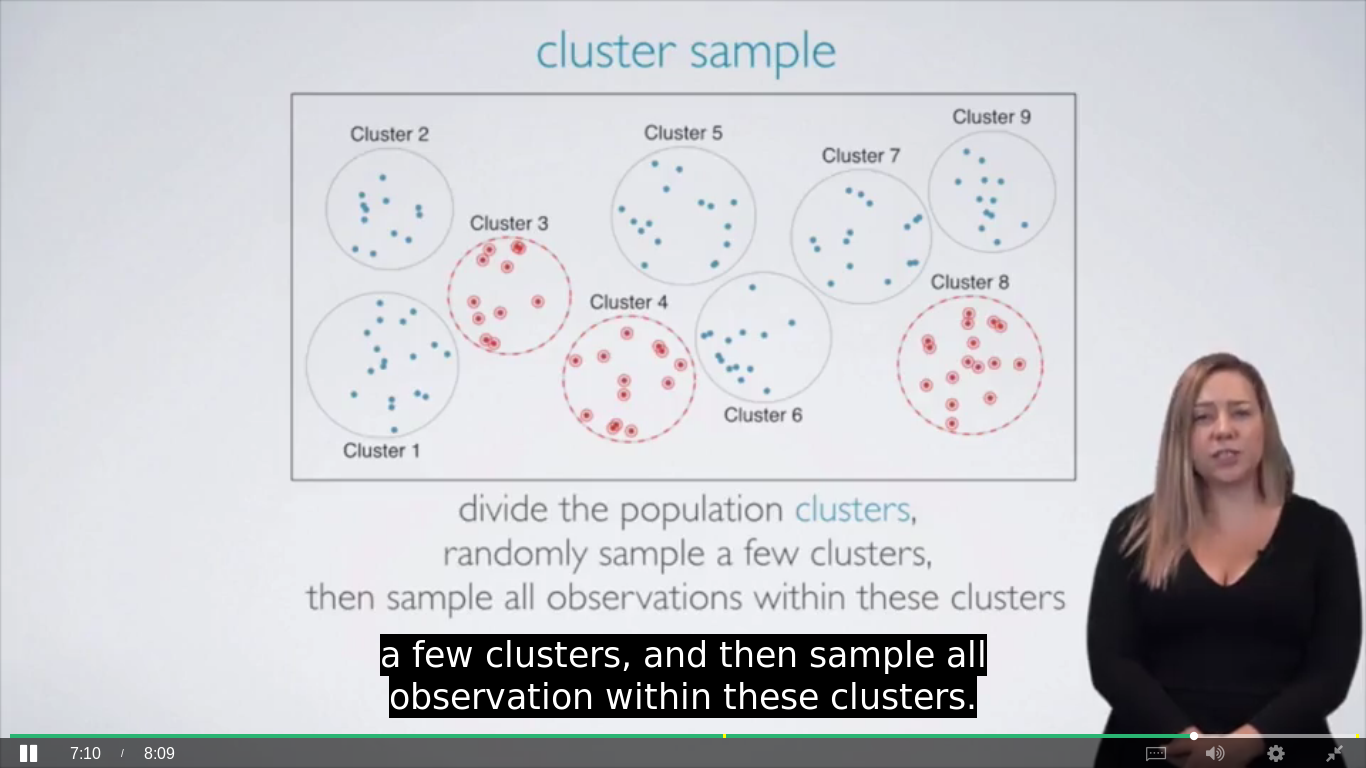 cluster sample
Cluster 9
Cluster 2
Cluster 5
Cluster 7
Cluster 3
Cluster 8
Cluster 4
Cluster 6
Cluster 1
divide the population clusters,
randomly sample a few clusters,
then sample all observations within these clusters
a few clusters, and then sample all
observation within these clusters.
7:10 / 8:09